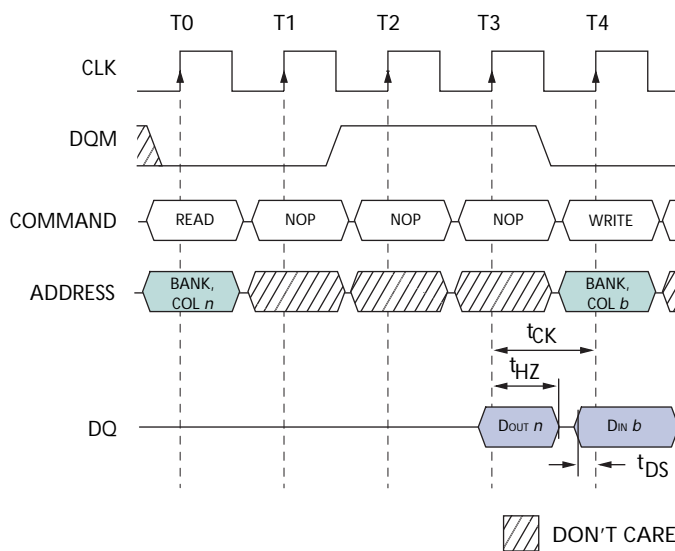 T0 T1 T2 T3 T4
CLK
DQM
COMMAND READ NOP NOP NOP WRITE
ADDRESS BANK, COL n BANK, COL b
tCK
tHZ
DQ DOUT n DIN b
tDS
DON'T CARE